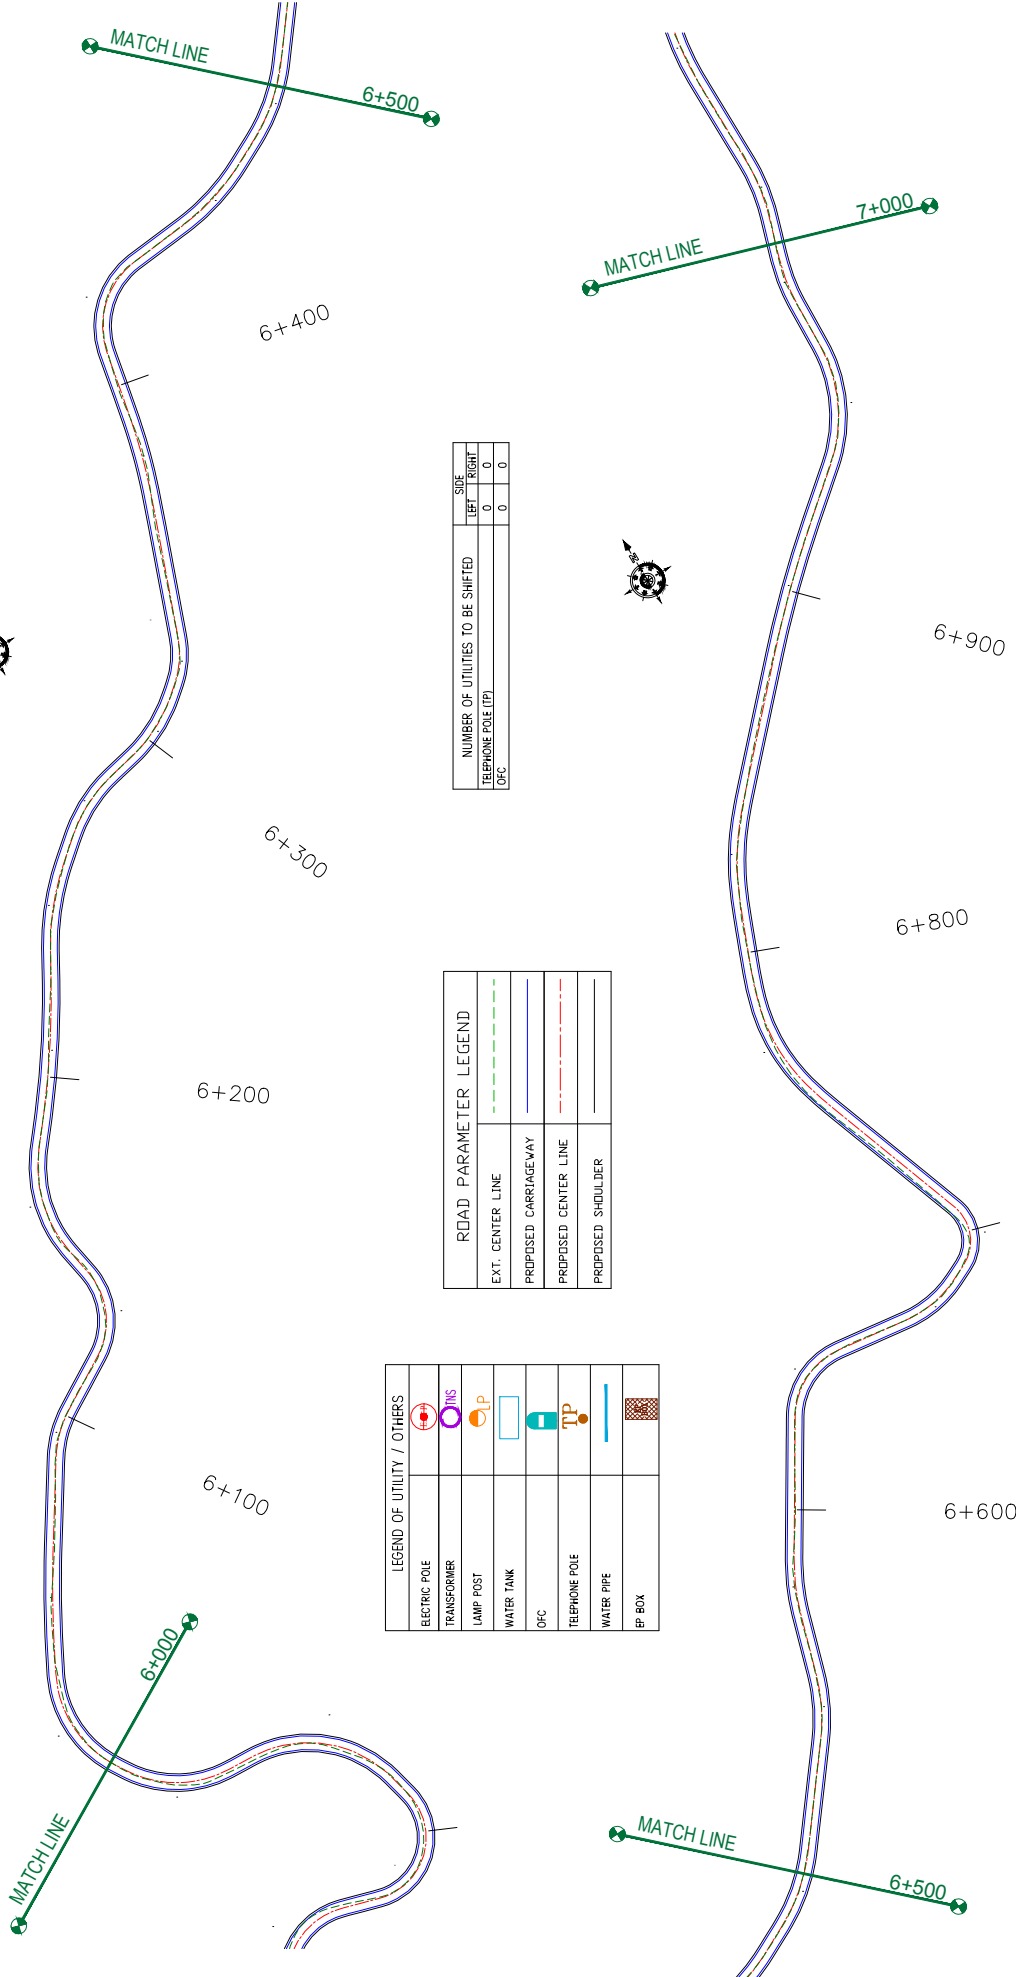 MATCH LINE
6+500
6+400
6+300
6+200
6+100
6+000
MATCH LINE
NUMBER OF UTILITIES TO BE SHIFTED
SIDE
LEFT
RIGHT
TELEPHONE POLE (TP)
0
0
OFC
0
0
ROAD PARAMETER LEGEND
EXT. CENTER LINE
PROPOSED CARRIAGEWAY
PROPOSED CENTER LINE
PROPOSED SHOULDER
LEGEND OF UTILITY / OTHERS
ELECTRIC POLE
TRANSFORMER
TNS
LAMP POST
LP
WATER TANK
OFC
TELEPHONE POLE
TP
WATER PIPE
EP BOX
7+000
MATCH LINE
6+900
6+800
6+600
MATCH LINE
6+500